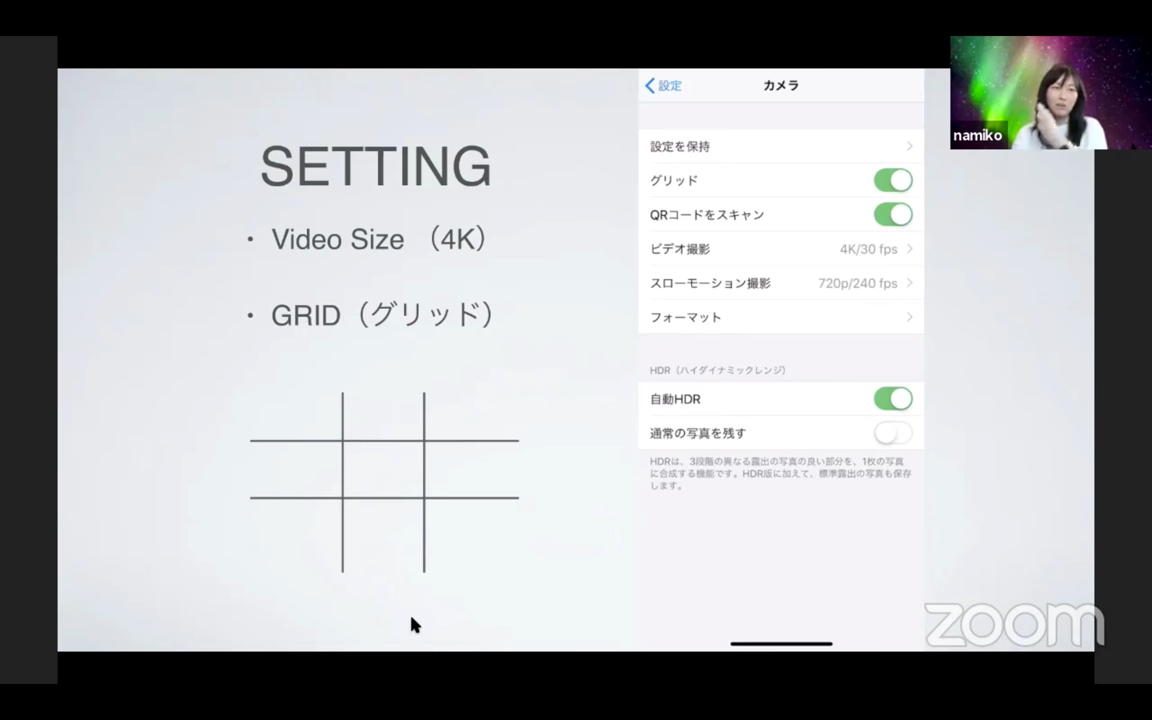 SETTING
・ Video Size （4K）
・ GRID（グリッド）
設定
カメラ
設定を保持
グリッド
QRコードをスキャン
ビデオ撮影 4K/30 fps
スローモーション撮影 720p/240 fps
フォーマット
HDR（ハイダイナミックレンジ）
自動HDR
通常の写真を残す
HDRは、3段階の異なる露出の写真の良い部分を、1枚の写真
に合成する機能です。HDR版に加えて、標準露出の写真も保存
します。
namiko
zoom